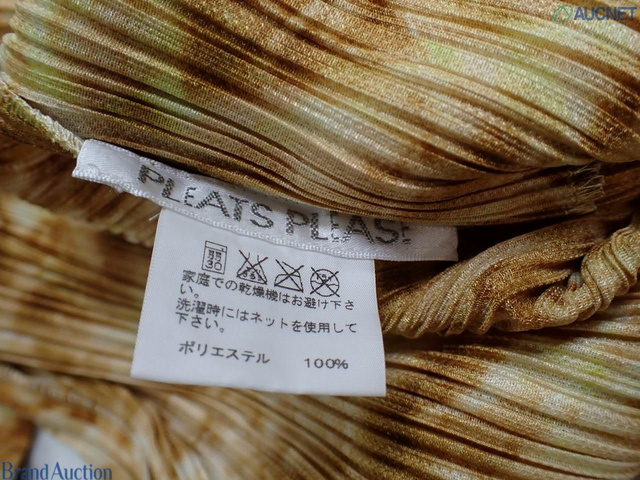 AUCNET
PLEATS PLEASE
弱
30
家庭での乾燥機はお避け下さ
い。
洗濯時にはネットを使用して
下さい。
ポリエステル 100%
Brand Auction